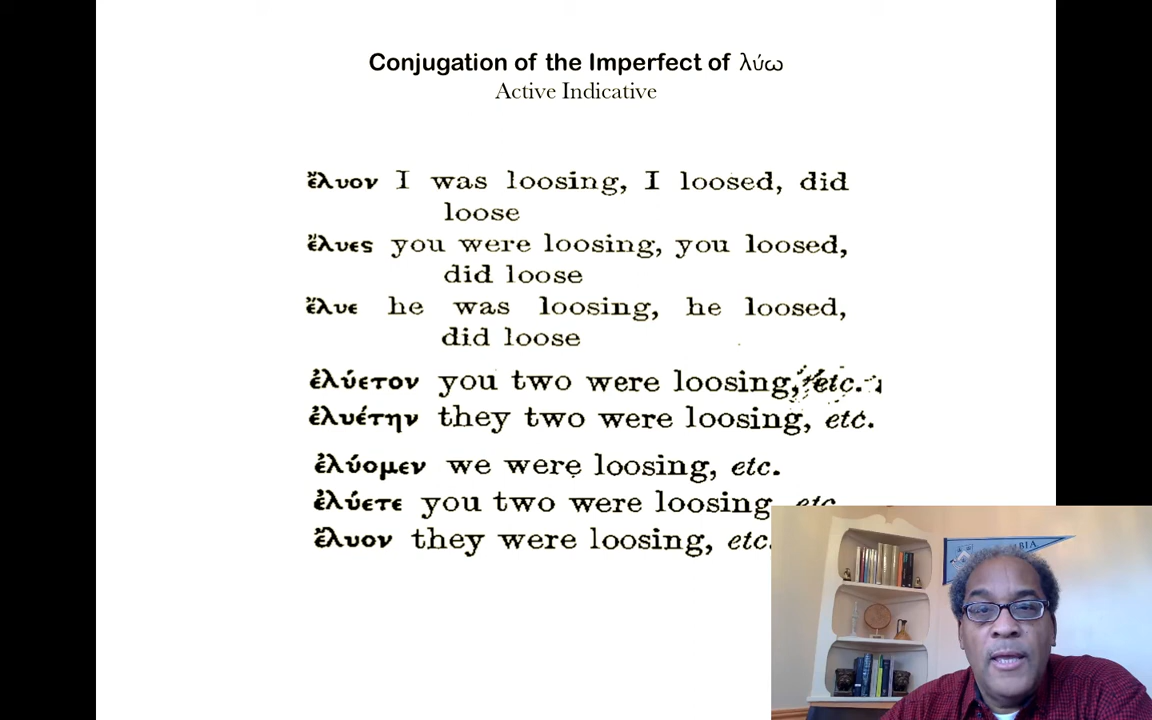 Conjugation of the Imperfect of λύω
Active Indicative
ἔλυον I was loosing, I loosed, did
loose
ἔλυες you were loosing, you loosed,
did loose
ἔλυε he was loosing, he loosed,
did loose
ἐλύετον you two were loosing, etc.
ἐλυέτην they two were loosing, etc.
ἐλύομεν we were loosing, etc.
ἐλύετε you two were loosing, etc
ἔλυον they were loosing, etc.
BIA